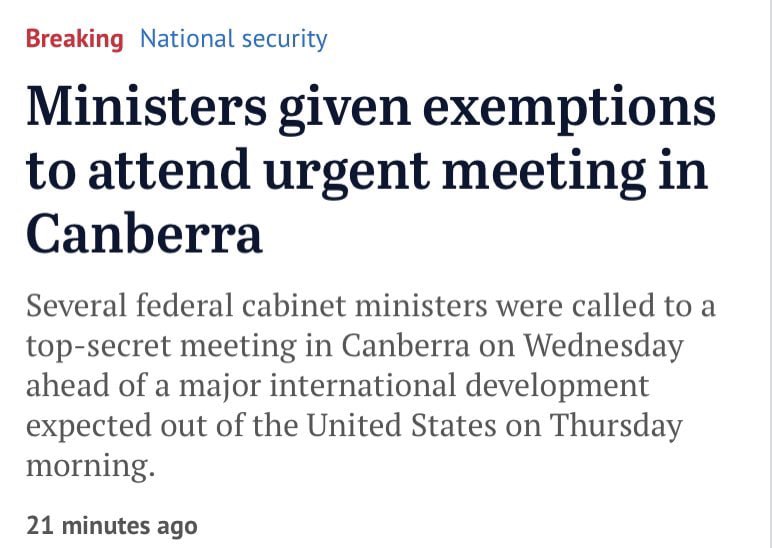 Breaking National security
Ministers given exemptions
to attend urgent meeting in
Canberra
Several federal cabinet ministers were called to a
top-secret meeting in Canberra on Wednesday
ahead of a major international development
expected out of the United States on Thursday
morning.
21 minutes ago